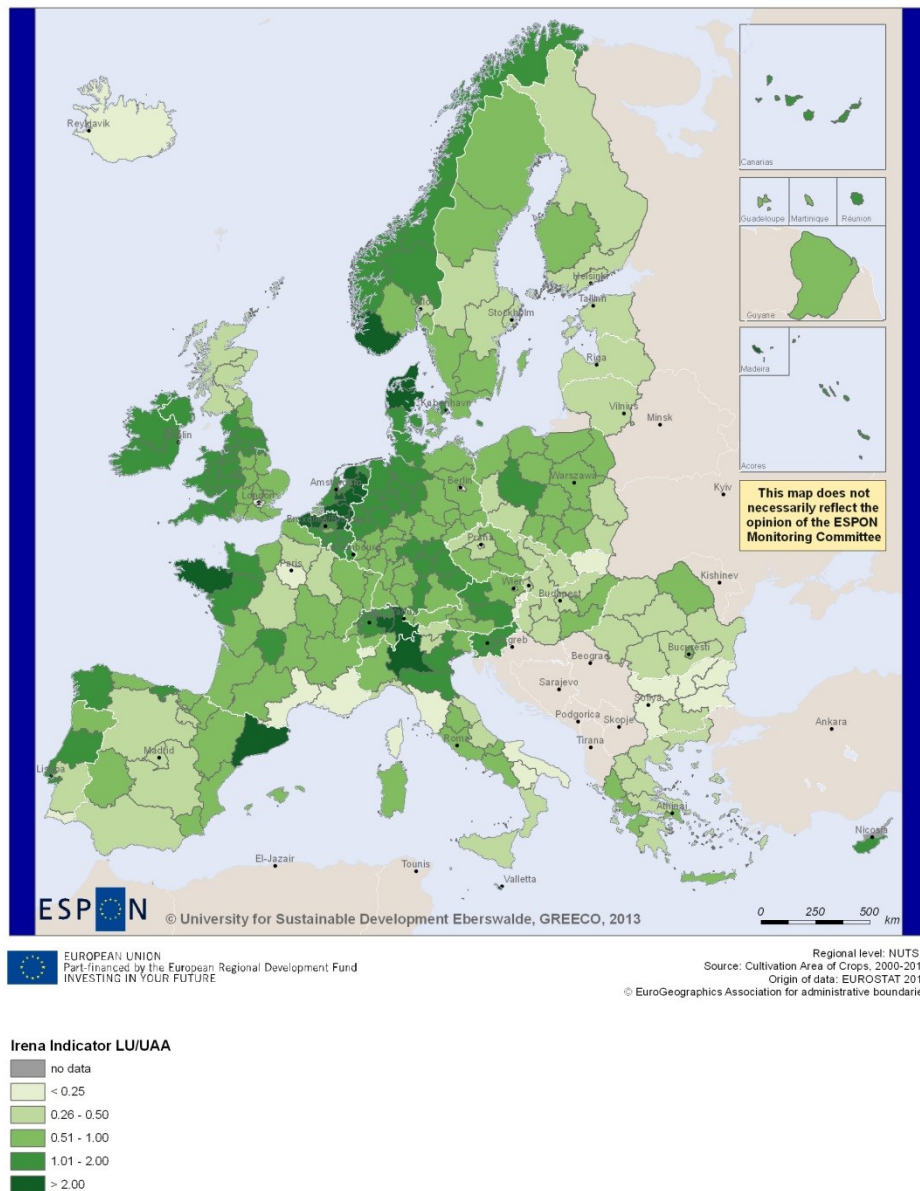 Reykjavik
Canarias
Guadeloupe
Martinique
Réunion
Guyane
Madeira
Acores
This map does not
necessarily reflect the
opinion of the ESPON
Monitoring Committee
Helsinki
Tallinn
Stockholm
Riga
København
Vilnius
Minsk
Berlin
Warszawa
Kyiv
Praha
Paris
Wien
Budapest
Kishinev
Bucuresti
Beograd
Sarajevo
Sofiya
Podgorica
Skopje
Tirana
Ankara
Roma
Madrid
Lisboa
Athinai
Nicosia
El-Jazair
Tounis
Valletta
ESPON
© University for Sustainable Development Eberswalde, GREECO, 2013
0 250 500
km
EUROPEAN UNION
Part-financed by the European Regional Development Fund
INVESTING IN YOUR FUTURE
Regional level: NUTS
Source: Cultivation Area of Crops, 2000-201
Origin of data: EUROSTAT 201
© EuroGeographics Association for administrative boundarie
Irena Indicator LU/UAA
no data
< 0.25
0.26 - 0.50
0.51 - 1.00
1.01 - 2.00
> 2.00